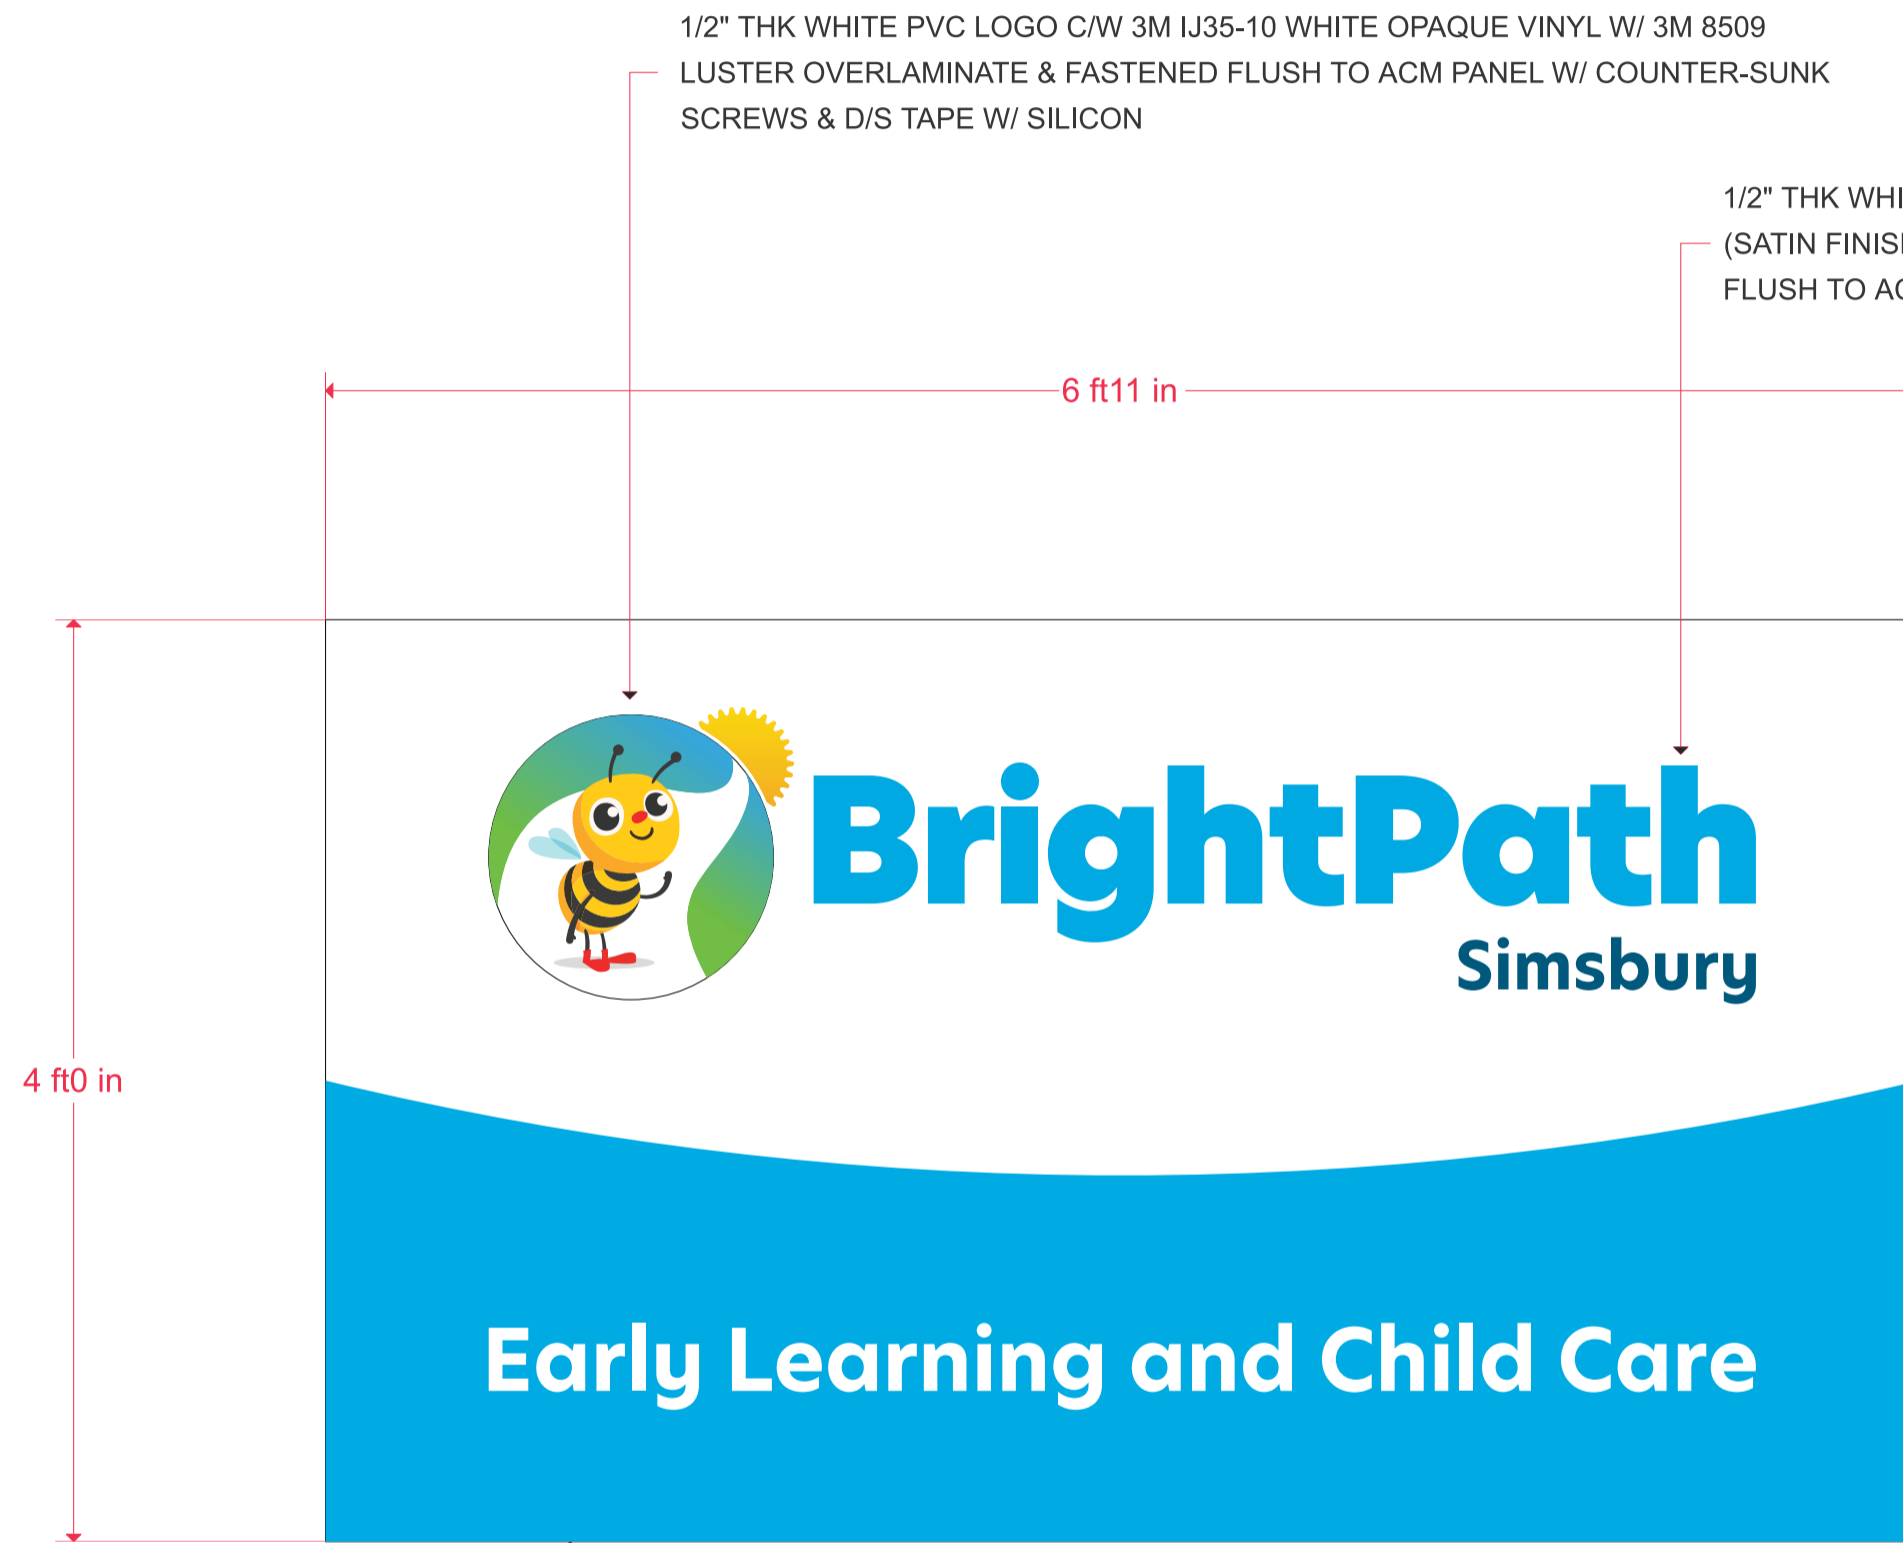 1/2" THK WHITE PVC LOGO C/W 3M IJ35-10 WHITE OPAQUE VINYL W/ 3M 8509
LUSTER OVERLAMINATE & FASTENED FLUSH TO ACM PANEL W/ COUNTER-SUNK
SCREWS & D/S TAPE W/ SILICON
1/2" THK
(SATIN
FLUSH TO
6 ft11 in
BrightPath
Simsbury
4 ft0 in
Early Learning and Child Care